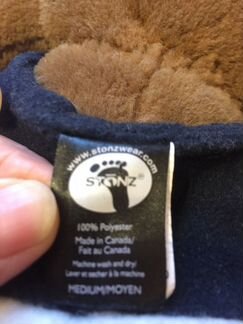 www.stonzwear.com
STONZ®
100% Polyester
Made in Canada/
Fait au Canada
Machine wash and dry/
Laver et secher à la machine
MEDIUM/MOYEN